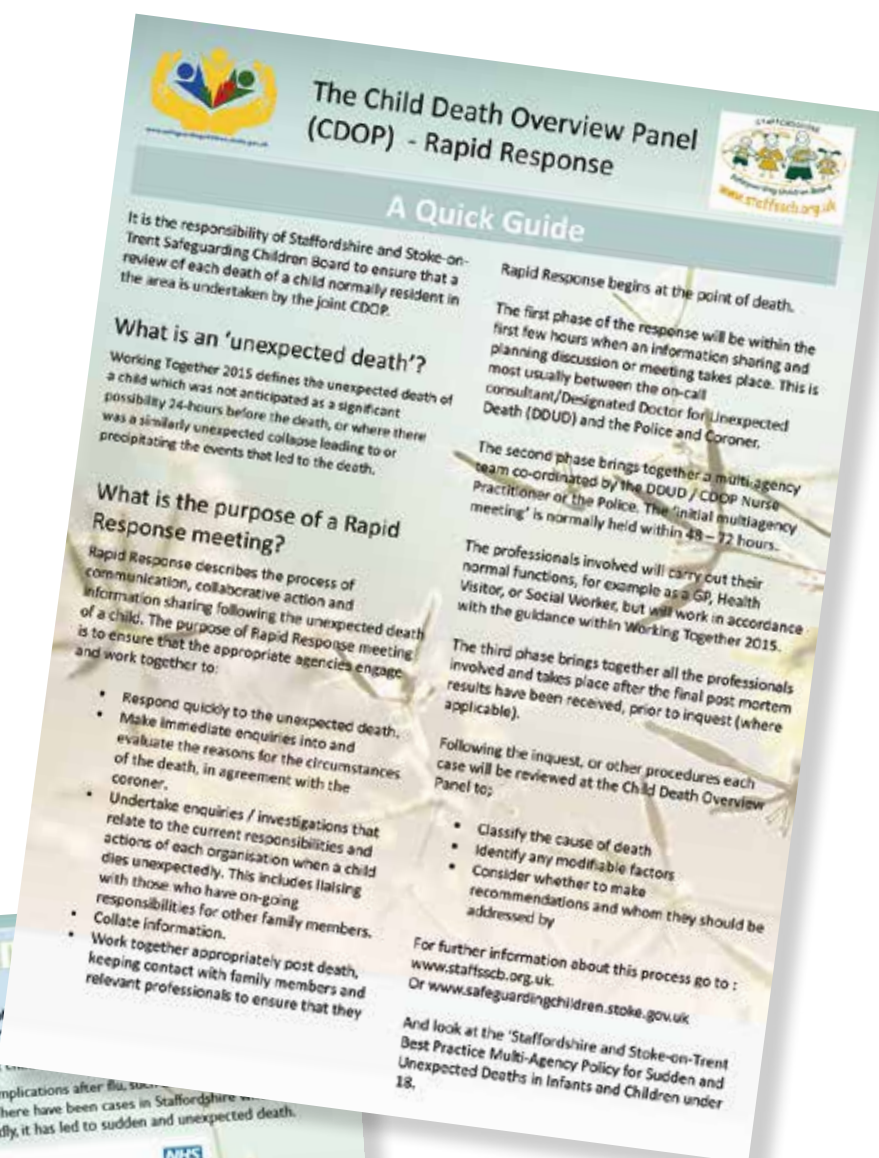 The Child Death Overview Panel
(CDOP) - Rapid Response
STAFFORDSHIRE
Safeguarding Children Board
www.staffsscb.org.uk
A Quick Guide
It is the responsibility of Staffordshire and Stoke-on-
Trent Safeguarding Children Board to ensure that a
review of each death of a child normally resident in
the area is undertaken by the joint CDOP.
What is an 'unexpected death'?
Working Together 2015 defines the unexpected death of
a child which was not anticipated as a significant
possibility 24-hours before the death, or where there
was a similarly unexpected collapse leading to or
precipitating the events that led to the death.
What is the purpose of a Rapid
Response meeting?
Rapid Response describes the process of
communication, collaborative action and
information sharing following the unexpected death
of a child. The purpose of Rapid Response meeting
is to ensure that the appropriate agencies engage
and work together to:
• Respond quickly to the unexpected death.
• Make immediate enquiries into and
evaluate the reasons for the circumstances
of the death, in agreement with the
coroner.
• Undertake enquiries / investigations that
relate to the current responsibilities and
actions of each organisation when a child
dies unexpectedly. This includes liaising
with those who have on-going
responsibilities for other family members.
• Collate information.
• Work together appropriately post death,
keeping contact with family members and
relevant professionals to ensure that they
Rapid Response begins at the point of death.
The first phase of the response will be within the
first few hours when an information sharing and
planning discussion or meeting takes place. This is
most usually between the on-call
consultant/Designated Doctor for Unexpected
Death (DDUD) and the Police and Coroner.
The second phase brings together a multi-agency
team co-ordinated by the DDUD / CDOP Nurse
Practitioner or the Police. The 'initial multiagency
meeting' is normally held within 48 – 72 hours.
The professionals involved will carry out their
normal functions, for example as a GP, Health
Visitor, or Social Worker, but will work in accordance
with the guidance within Working Together 2015.
The third phase brings together all the professionals
involved and takes place after the final post mortem
results have been received, prior to inquest (where
applicable).
Following the inquest, or other procedures each
case will be reviewed at the Child Death Overview
Panel to;
• Classify the cause of death
• Identify any modifiable factors
• Consider whether to make
recommendations and whom they should be
addressed by
For further information about this process go to :
www.staffsscb.org.uk.
Or www.safeguardingchildren.stoke.gov.uk
And look at the 'Staffordshire and Stoke-on-Trent
Best Practice Multi-Agency Policy for Sudden and
Unexpected Deaths in Infants and Children under
18.
mplications after flu,
here have been cases in Staffordshire
dly, it has led to sudden and unexpected death.
NHS